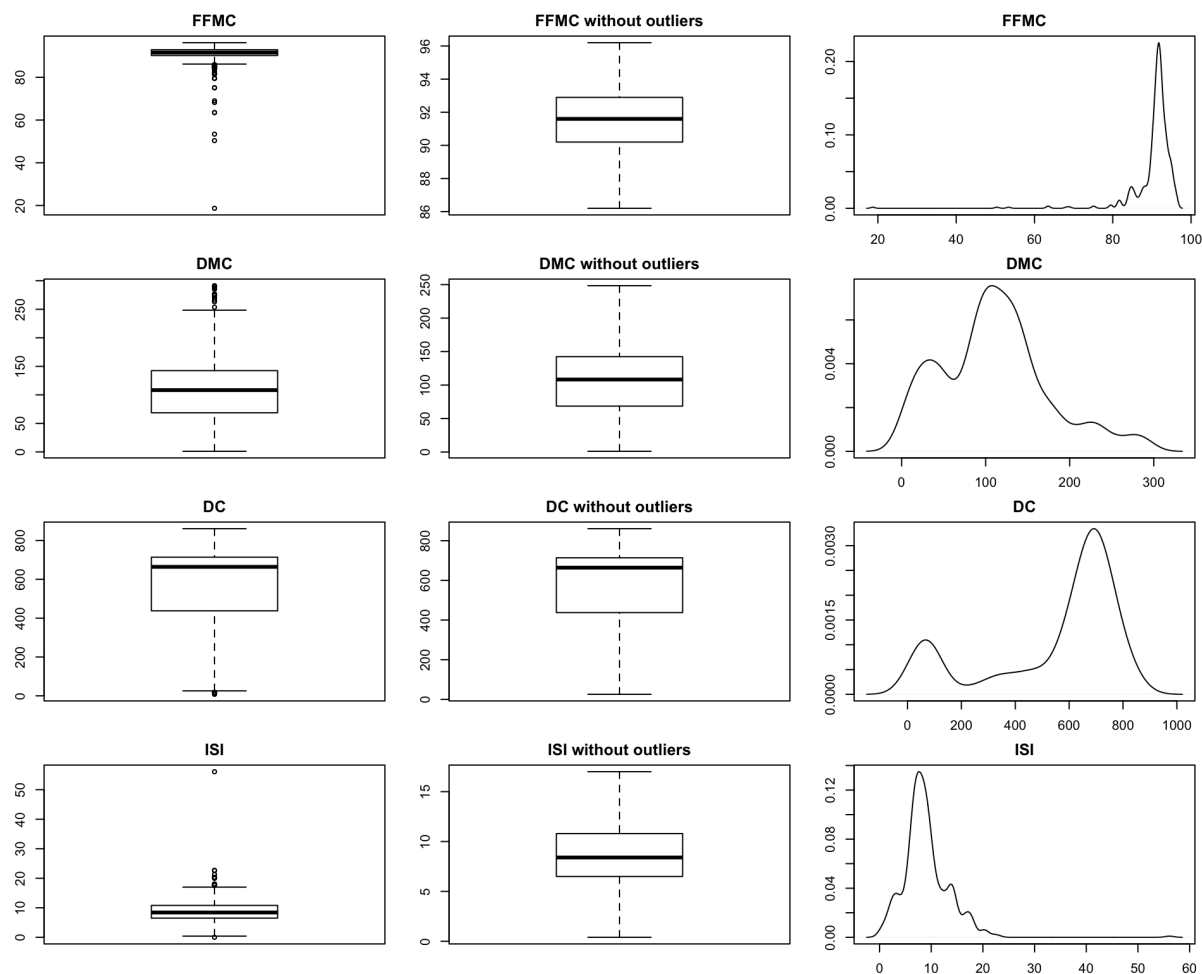 FFMC
20 40 60 80
FFMC without outliers
86 88 90 92 94 96
FFMC
0.00 0.10 0.20
20 40 60 80 100
DMC
0 50 150 250
DMC without outliers
0 50 100 150 200 250
DMC
0.000 0.004
0 100 200 300
DC
0 200 400 600 800
DC without outliers
0 200 400 600 800
DC
0.0000 0.0015 0.0030
0 200 400 600 800 1000
ISI
0 10 20 30 40 50
ISI without outliers
0 5 10 15
ISI
0.00 0.04 0.08 0.12
0 10 20 30 40 50 60